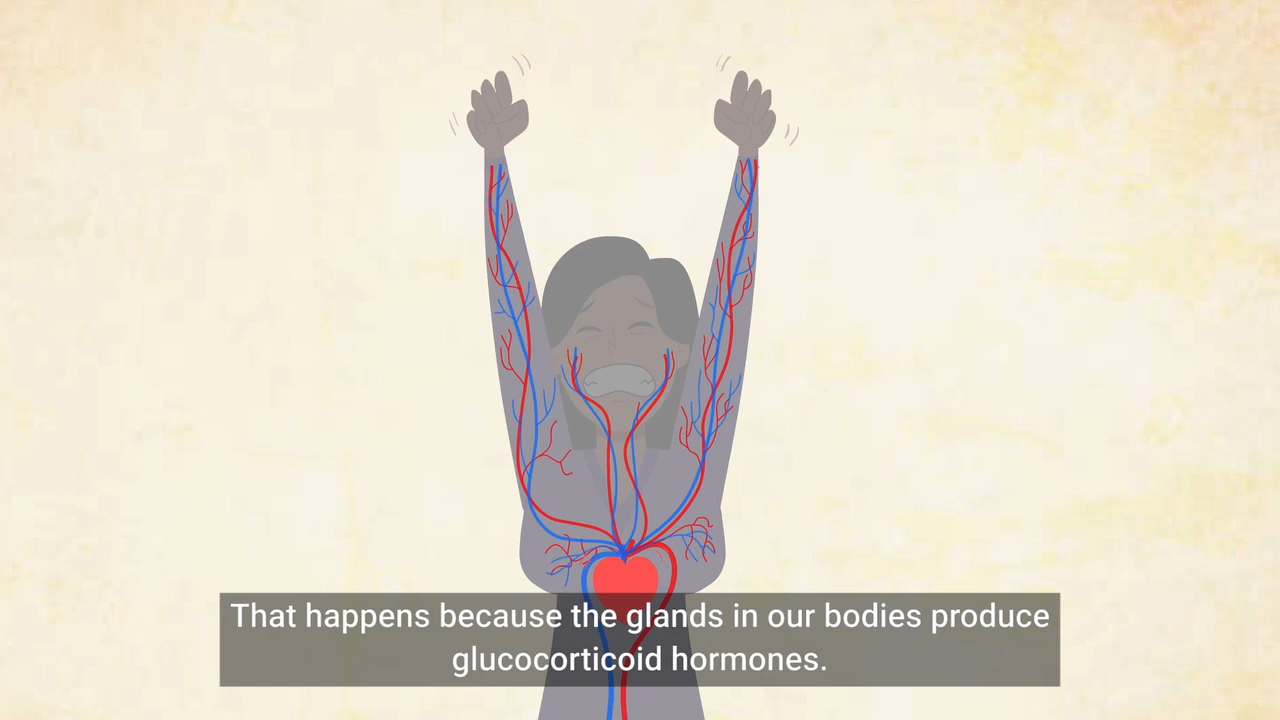 That happens because the glands in our bodies produce
glucocorticoid hormones.